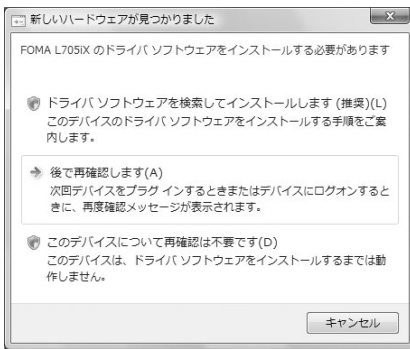 新しいハードウェアが見つかりました
FOMA L705iX のドライバ ソフトウェアをインストールする必要があります
ドライバ ソフトウェアを検索してインストールします (推奨)(L)
このデバイスのドライバ ソフトウェアをインストールする手順をご案
内します。
後で再確認します(A)
次回デバイスをプラグ インするときまたはデバイスにログオンすると
きに、再度確認メッセージが表示されます。
このデバイスについて再確認は不要です(D)
このデバイスは、ドライバ ソフトウェアをインストールするまでは動
作しません。
キャンセル